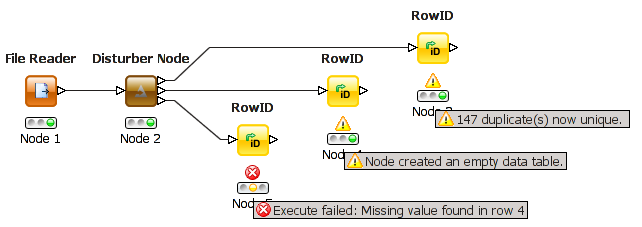 RowID
File Reader
Disturber Node
RowID
RowID
Node 1
Node 2
147 duplicate(s) now unique.
Node created an empty data table.
Execute failed: Missing value found in row 4